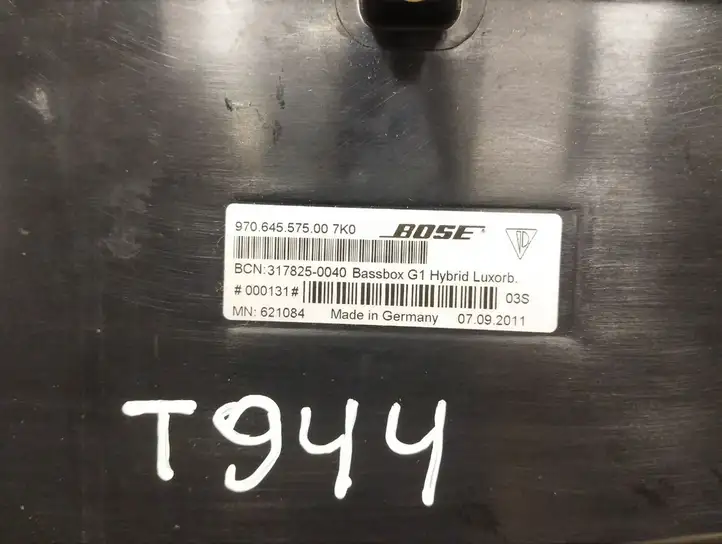 970.645.575.00 7K0 BOSE
BCN:317825-0040 Bassbox G1 Hybrid Luxorb.
#000131# 03S
MN: 621084 Made in Germany 07.09.2011
T944